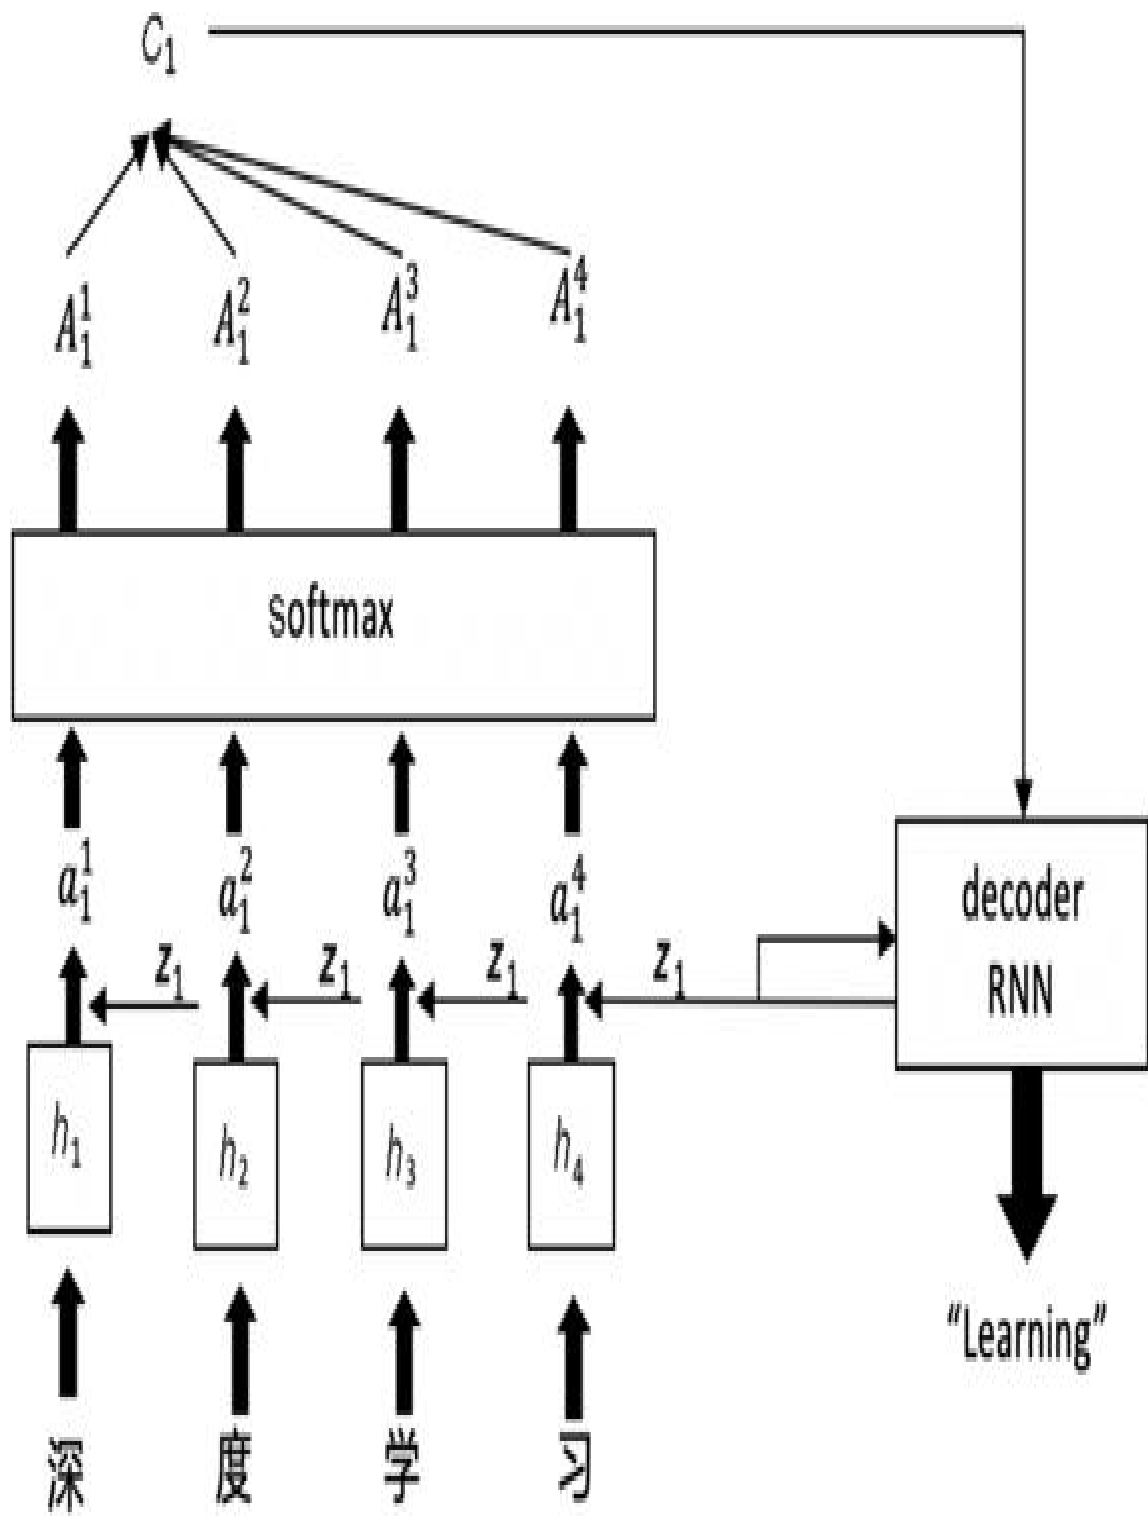 C₁
A₁¹ A₁² A₁³ A₁⁴
softmax
a₁¹ a₁² a₁³ a₁⁴
z₁ z₁ z₁ z₁
decoder
RNN
h₁ h₂ h₃ h₄
“Learning”
深 度 学 习